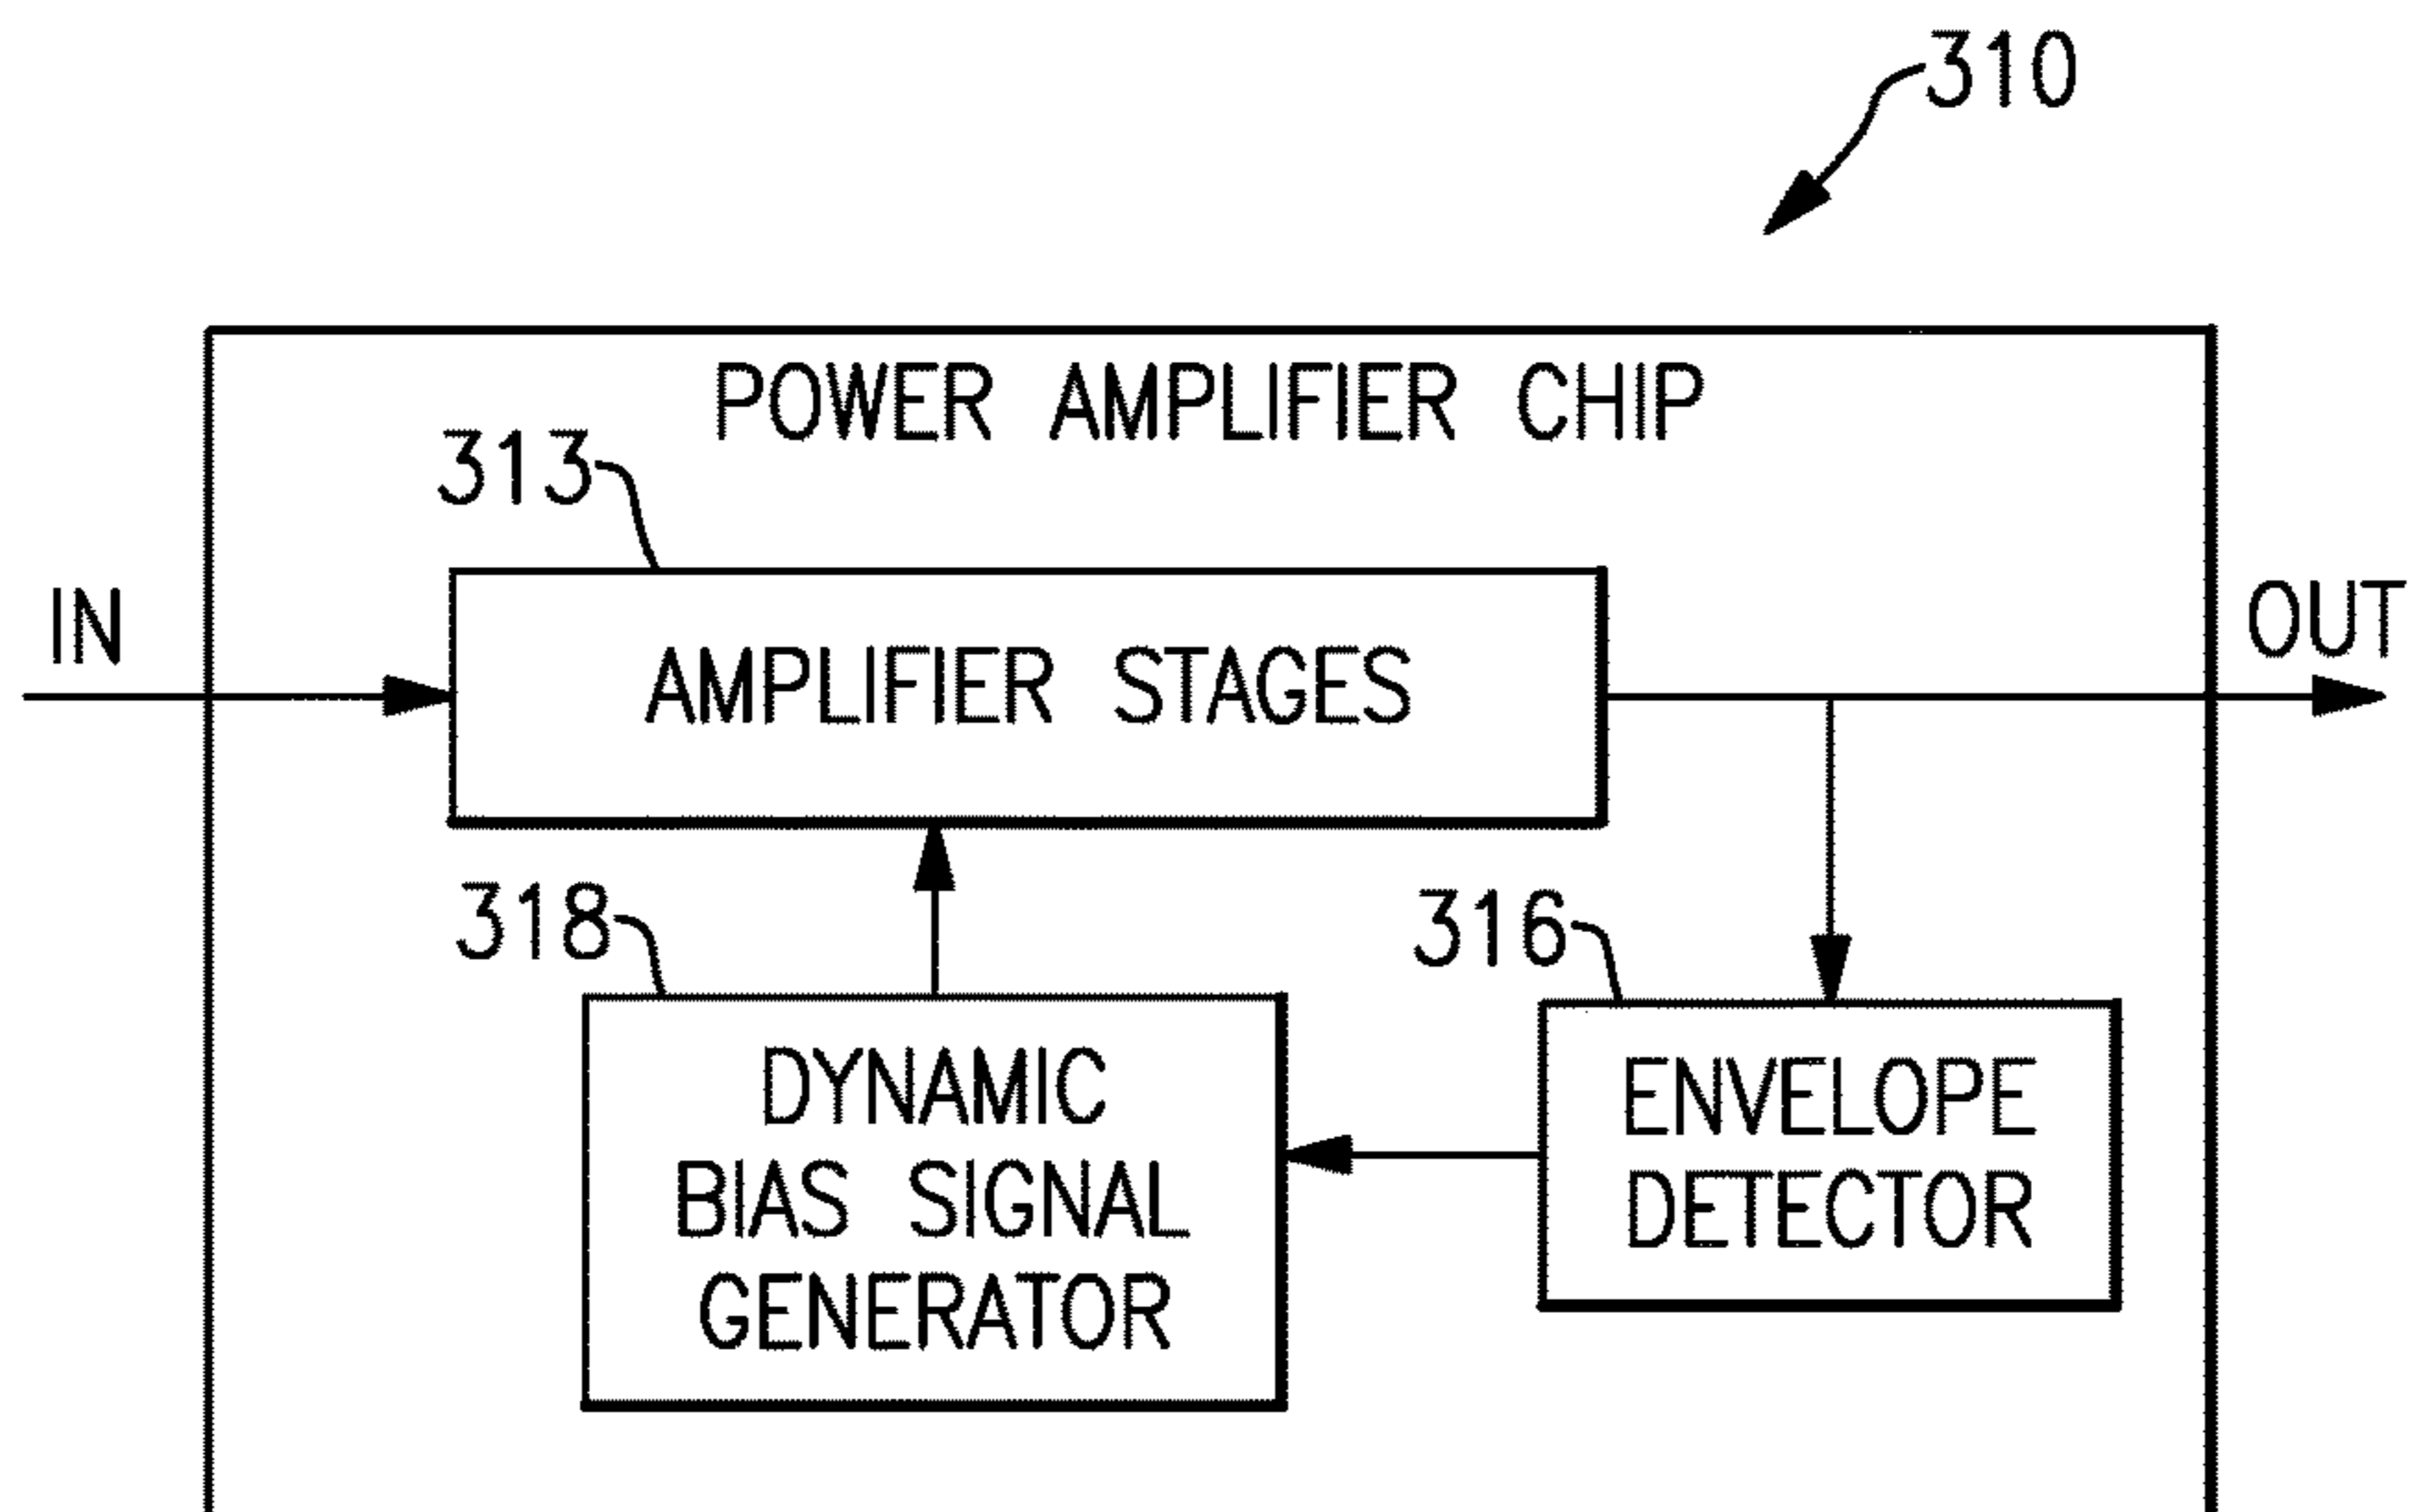 310
POWER AMPLIFIER CHIP
313
IN
AMPLIFIER STAGES
OUT
318
316
DYNAMIC
BIAS SIGNAL
GENERATOR
ENVELOPE
DETECTOR